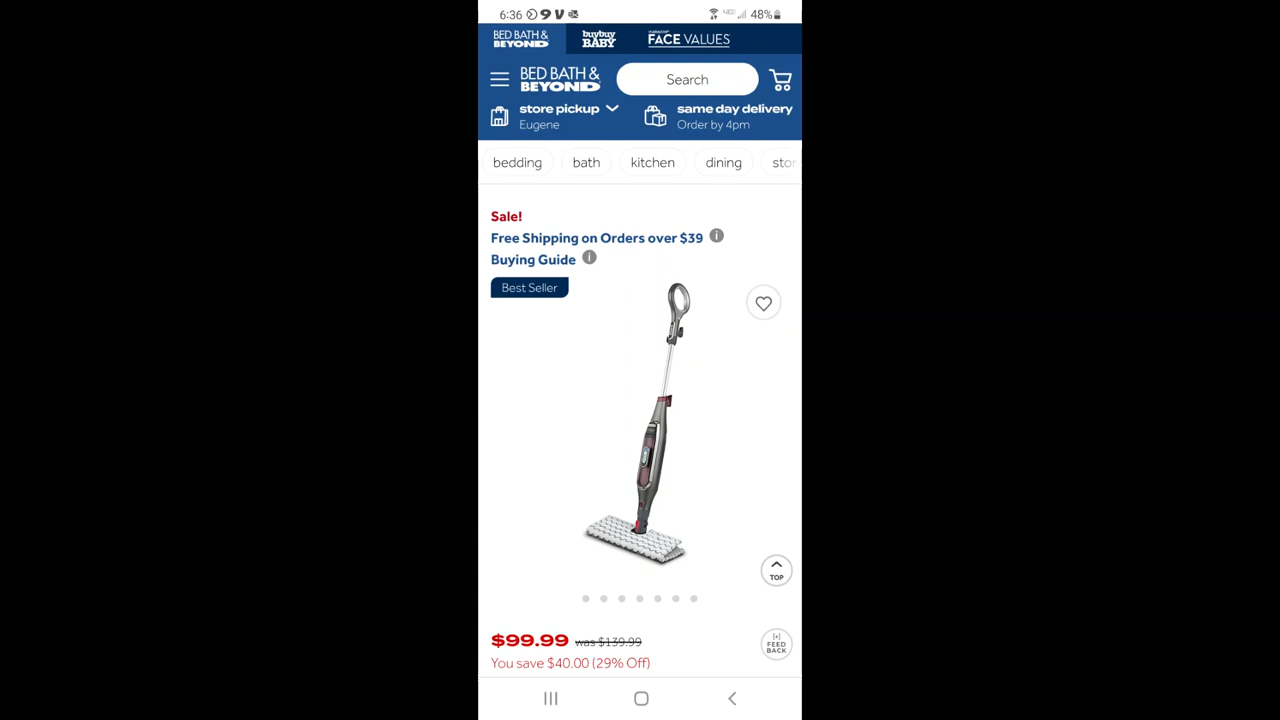 6:36
48%
BED BATH & BEYOND
buybuy BABY
HARMON FACE VALUES
BED BATH & BEYOND
Search
store pickup
Eugene
same day delivery
Order by 4pm
bedding
bath
kitchen
dining
stor
Sale!
Free Shipping on Orders over $39
Buying Guide
Best Seller
TOP
$99.99 was $139.99
You save $40.00 (29% Off)
[+]
FEED
BACK